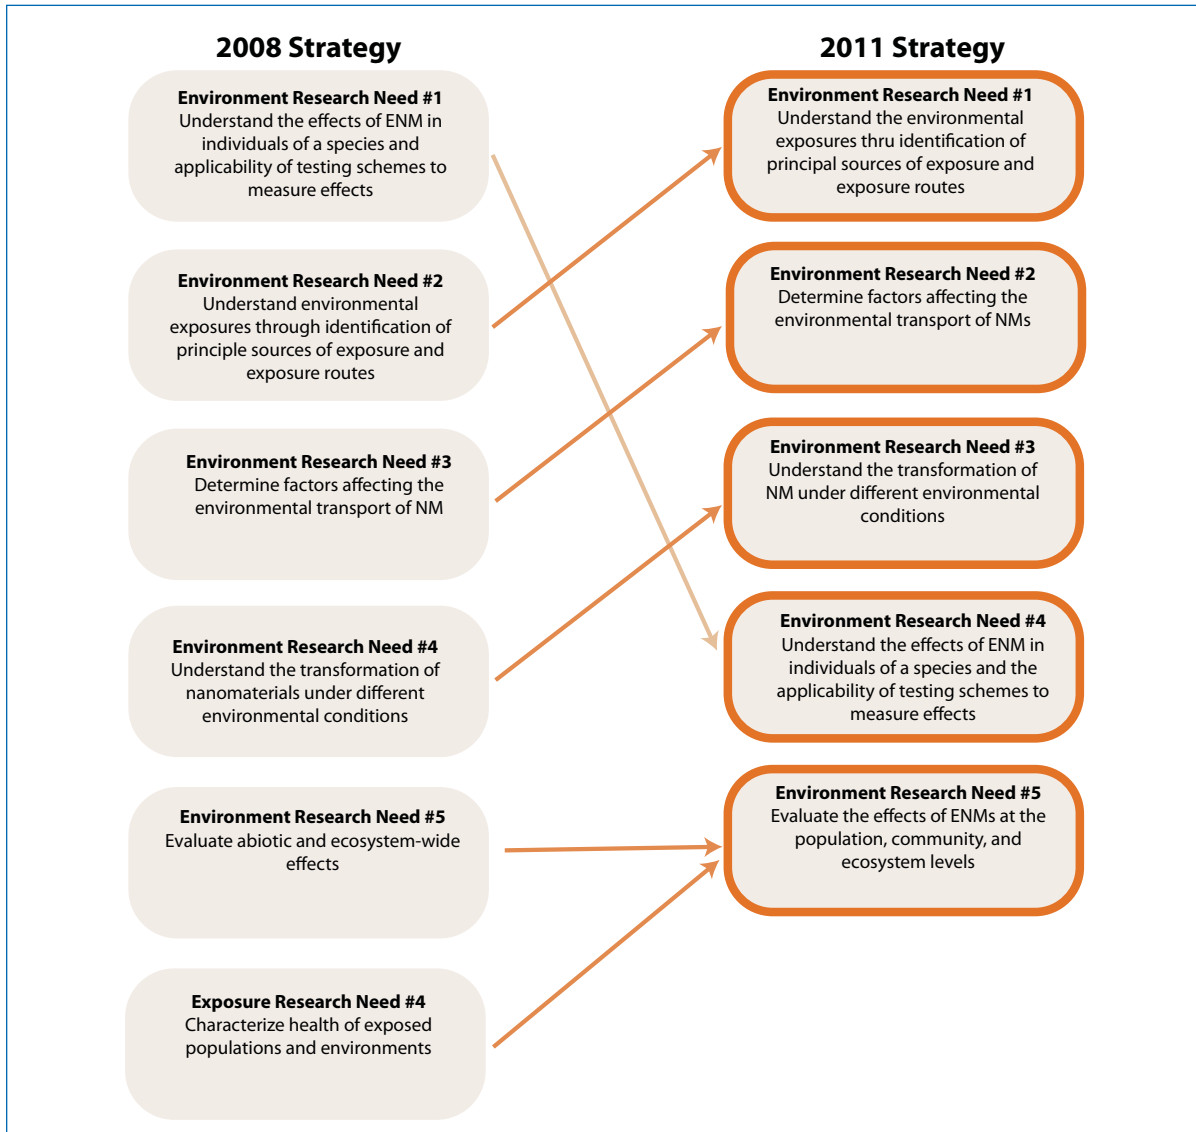 2008 Strategy
Environment Research Need #1
Understand the effects of ENM in
individuals of a species and
applicability of testing schemes to
measure effects
Environment Research Need #2
Understand environmental
exposures through identification of
principle sources of exposure and
exposure routes
Environment Research Need #3
Determine factors affecting the
environmental transport of NM
Environment Research Need #4
Understand the transformation of
nanomaterials under different
environmental conditions
Environment Research Need #5
Evaluate abiotic and ecosystem-wide
effects
Exposure Research Need #4
Characterize health of exposed
populations and environments
2011 Strategy
Environment Research Need #1
Understand the environmental
exposures thru identification of
principal sources of exposure and
exposure routes
Environment Research Need #2
Determine factors affecting the
environmental transport of NMs
Environment Research Need #3
Understand the transformation of
NM under different environmental
conditions
Environment Research Need #4
Understand the effects of ENM in
individuals of a species and the
applicability of testing schemes to
measure effects
Environment Research Need #5
Evaluate the effects of ENMs at the
population, community, and
ecosystem levels